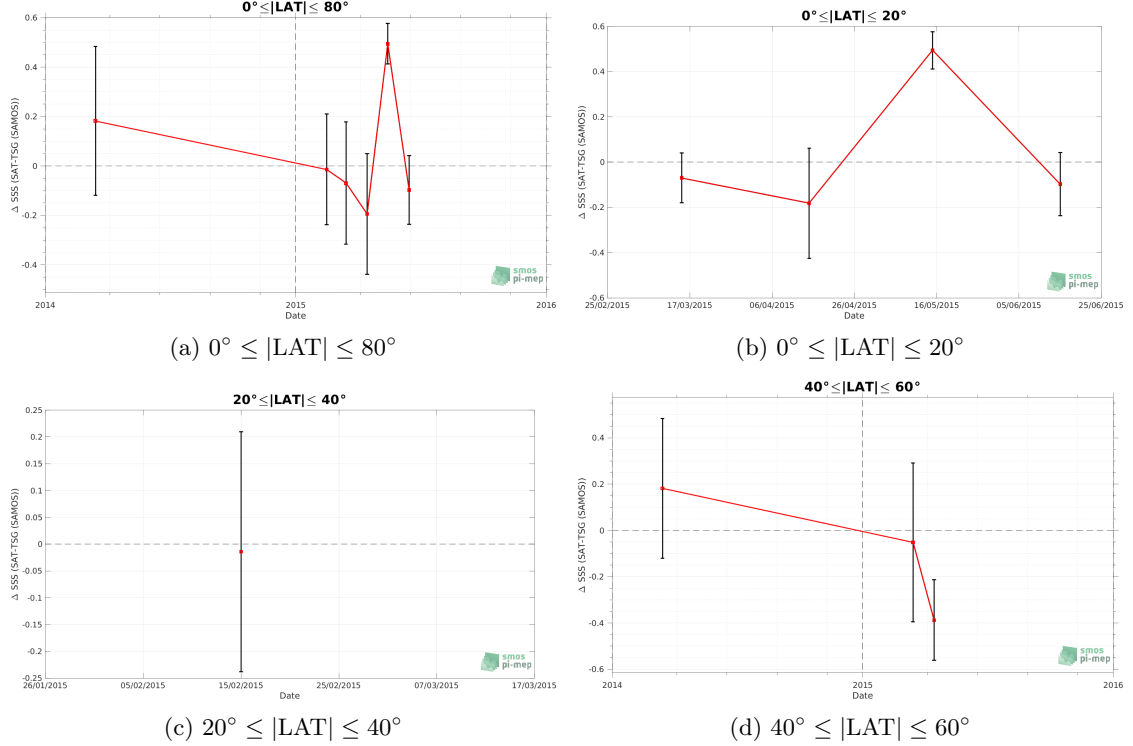 0°≤|LAT|≤ 80°
0.6
0.4
0.2
0
-0.2
-0.4
Δ SSS (SAT-TSG (SAMOS))
2014
2015
2016
Date
smos
pi-mep
(a) 0° ≤ |LAT| ≤ 80°
0°≤|LAT|≤ 20°
0.6
0.4
0.2
0
-0.2
-0.4
-0.6
Δ SSS (SAT-TSG (SAMOS))
25/02/2015
17/03/2015
06/04/2015
26/04/2015
16/05/2015
05/06/2015
25/06/2015
Date
smos
pi-mep
(b) 0° ≤ |LAT| ≤ 20°
20°≤|LAT|≤ 40°
0.25
0.2
0.15
0.1
0.05
0
-0.05
-0.1
-0.15
-0.2
-0.25
Δ SSS (SAT-TSG (SAMOS))
26/01/2015
05/02/2015
15/02/2015
25/02/2015
07/03/2015
17/03/2015
Date
smos
pi-mep
(c) 20° ≤ |LAT| ≤ 40°
40°≤|LAT|≤ 60°
0.4
0.2
0
-0.2
-0.4
-0.6
Δ SSS (SAT-TSG (SAMOS))
2014
2015
2016
Date
smos
pi-mep
(d) 40° ≤ |LAT| ≤ 60°